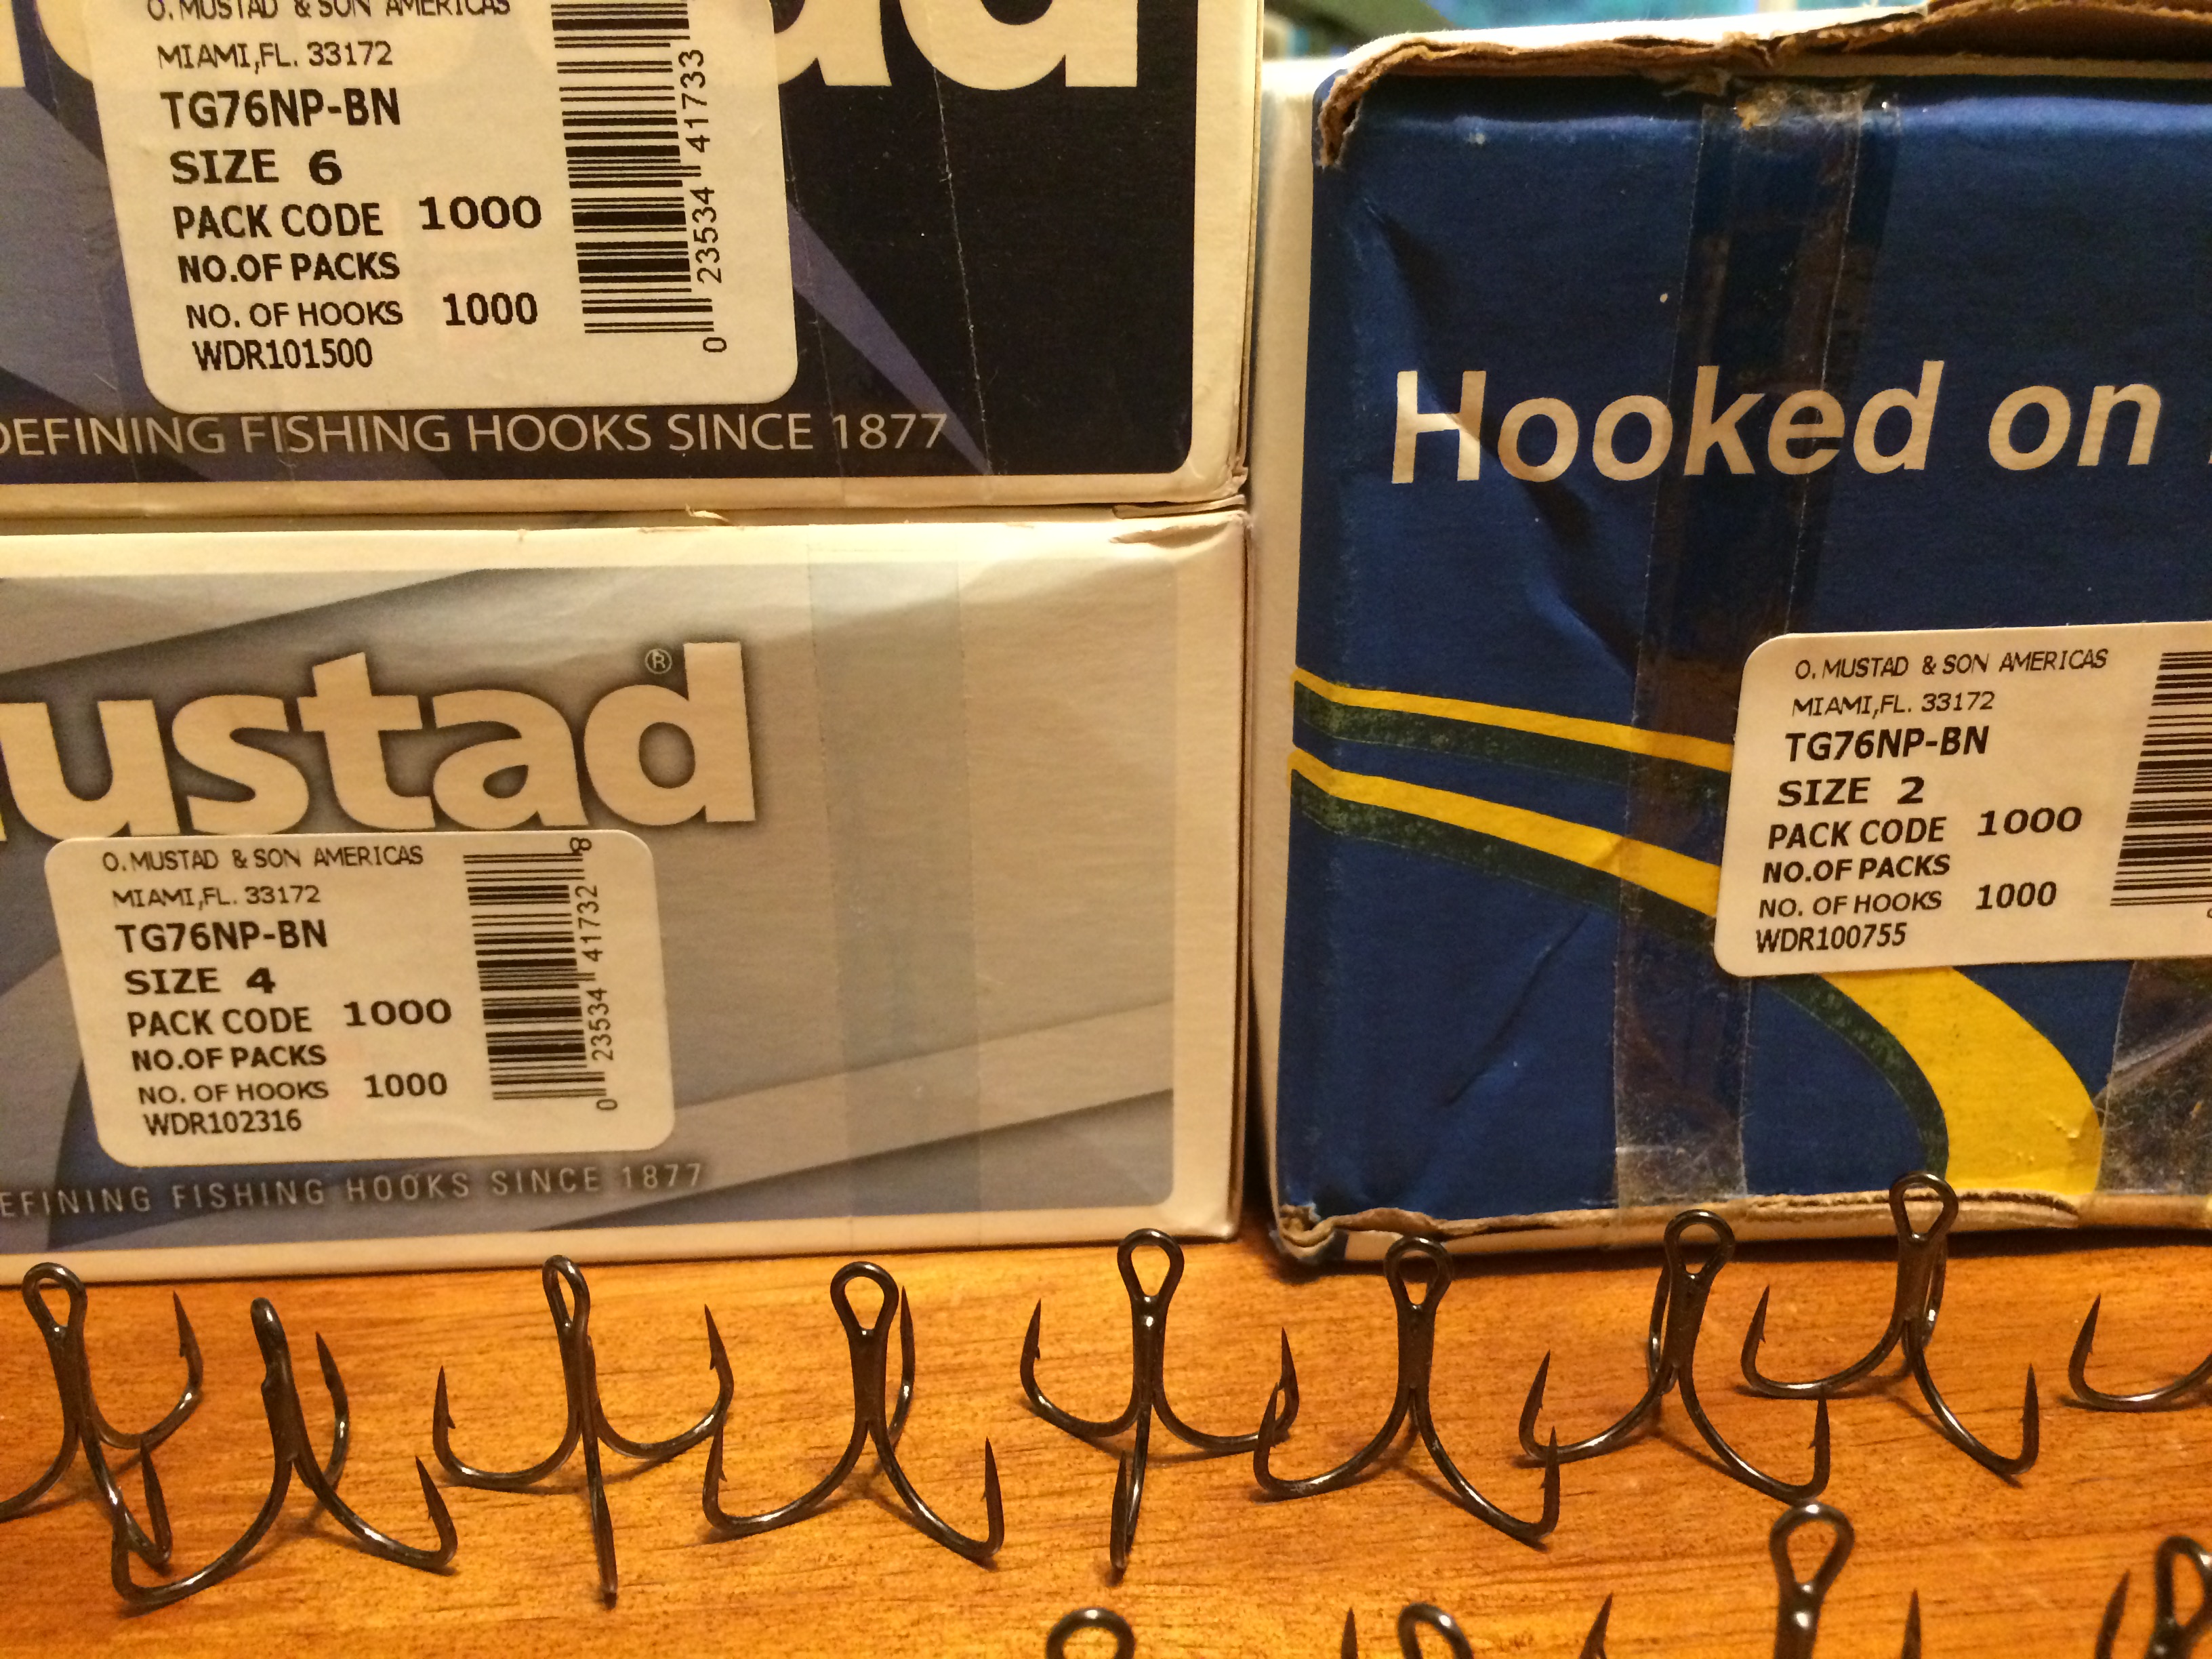 O. MUSTAD & SON AMERICAS
MIAMI,FL. 33172
TG76NP-BN
SIZE 6
PACK CODE 1000
NO.OF PACKS
NO. OF HOOKS 1000
WDR101500
0 23534 41733
DEFINING FISHING HOOKS SINCE 1877
ustad®
O. MUSTAD & SON AMERICAS
MIAMI,FL. 33172
TG76NP-BN
SIZE 4
PACK CODE 1000
NO.OF PACKS
NO. OF HOOKS 1000
WDR102316
0 23534 41732 8
EFINING FISHING HOOKS SINCE 1877
Hooked on
O. MUSTAD & SON AMERICAS
MIAMI,FL. 33172
TG76NP-BN
SIZE 2
PACK CODE 1000
NO.OF PACKS
NO. OF HOOKS 1000
WDR100755